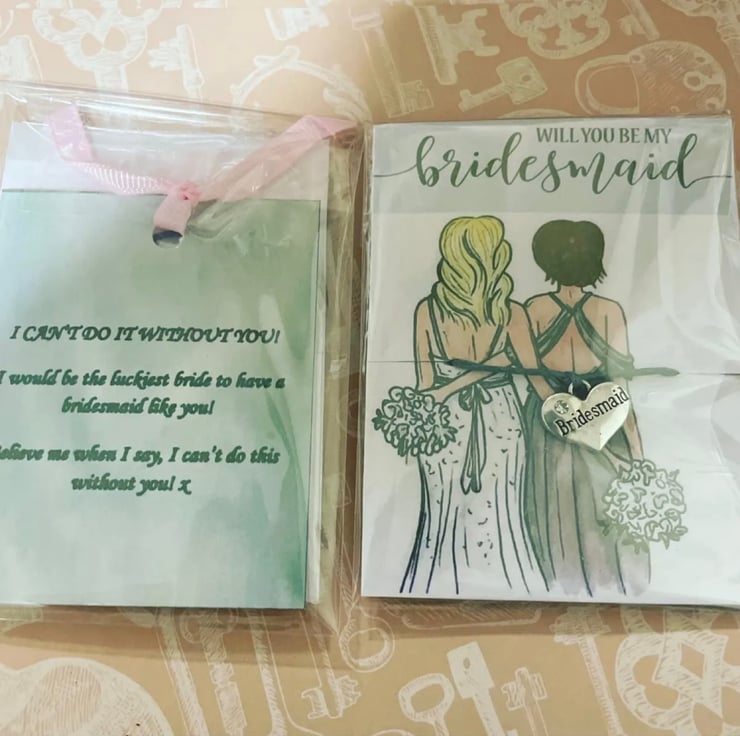 I CAN'T DO IT WITHOUT YOU!
I would be the luckiest bride to have a
bridesmaid like you!
believe me when I say, I can't do this
without you! x
WILL YOU BE MY
bridesmaid
Bridesmaid